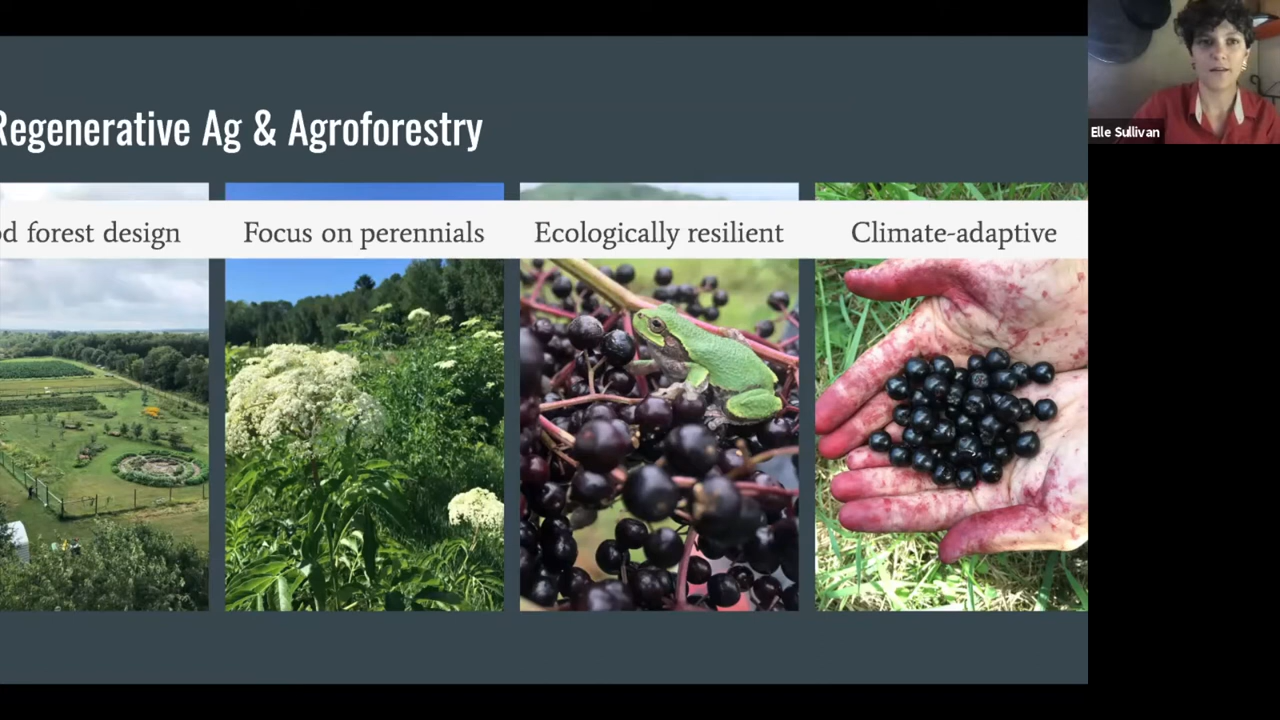 Regenerative Ag & Agroforestry
od forest design
Focus on perennials
Ecologically resilient
Climate-adaptive
Elle Sullivan